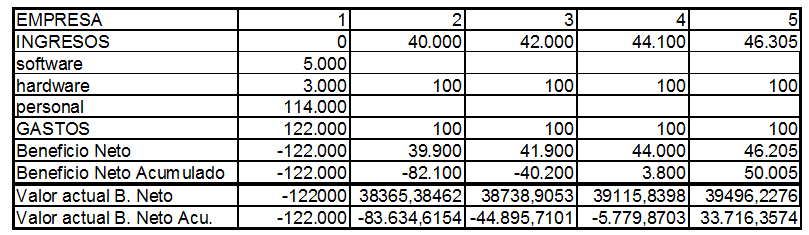 EMPRESA 1 2 3 4 5
INGRESOS 0 40.000 42.000 44.100 46.305
software 5.000
hardware 3.000 100 100 100 100
personal 114.000
GASTOS 122.000 100 100 100 100
Beneficio Neto -122.000 39.900 41.900 44.000 46.205
Beneficio Neto Acumulado -122.000 -82.100 -40.200 3.800 50.005
Valor actual B. Neto -122000 38365,38462 38738,9053 39115,8398 39496,2276
Valor actual B. Neto Acu. -122.000 -83.634,6154 -44.895,7101 -5.779,8703 33.716,3574